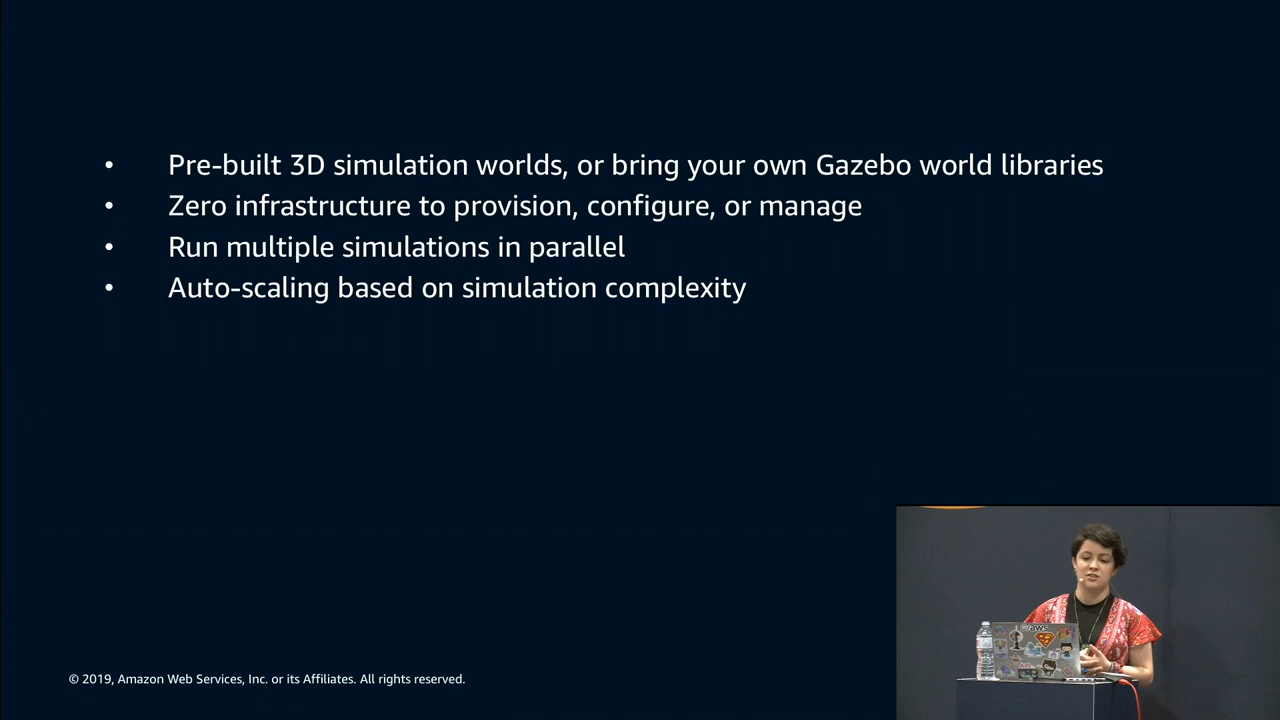 • Pre-built 3D simulation worlds, or bring your own Gazebo world libraries
• Zero infrastructure to provision, configure, or manage
• Run multiple simulations in parallel
• Auto-scaling based on simulation complexity
aws
© 2019, Amazon Web Services, Inc. or its Affiliates. All rights reserved.